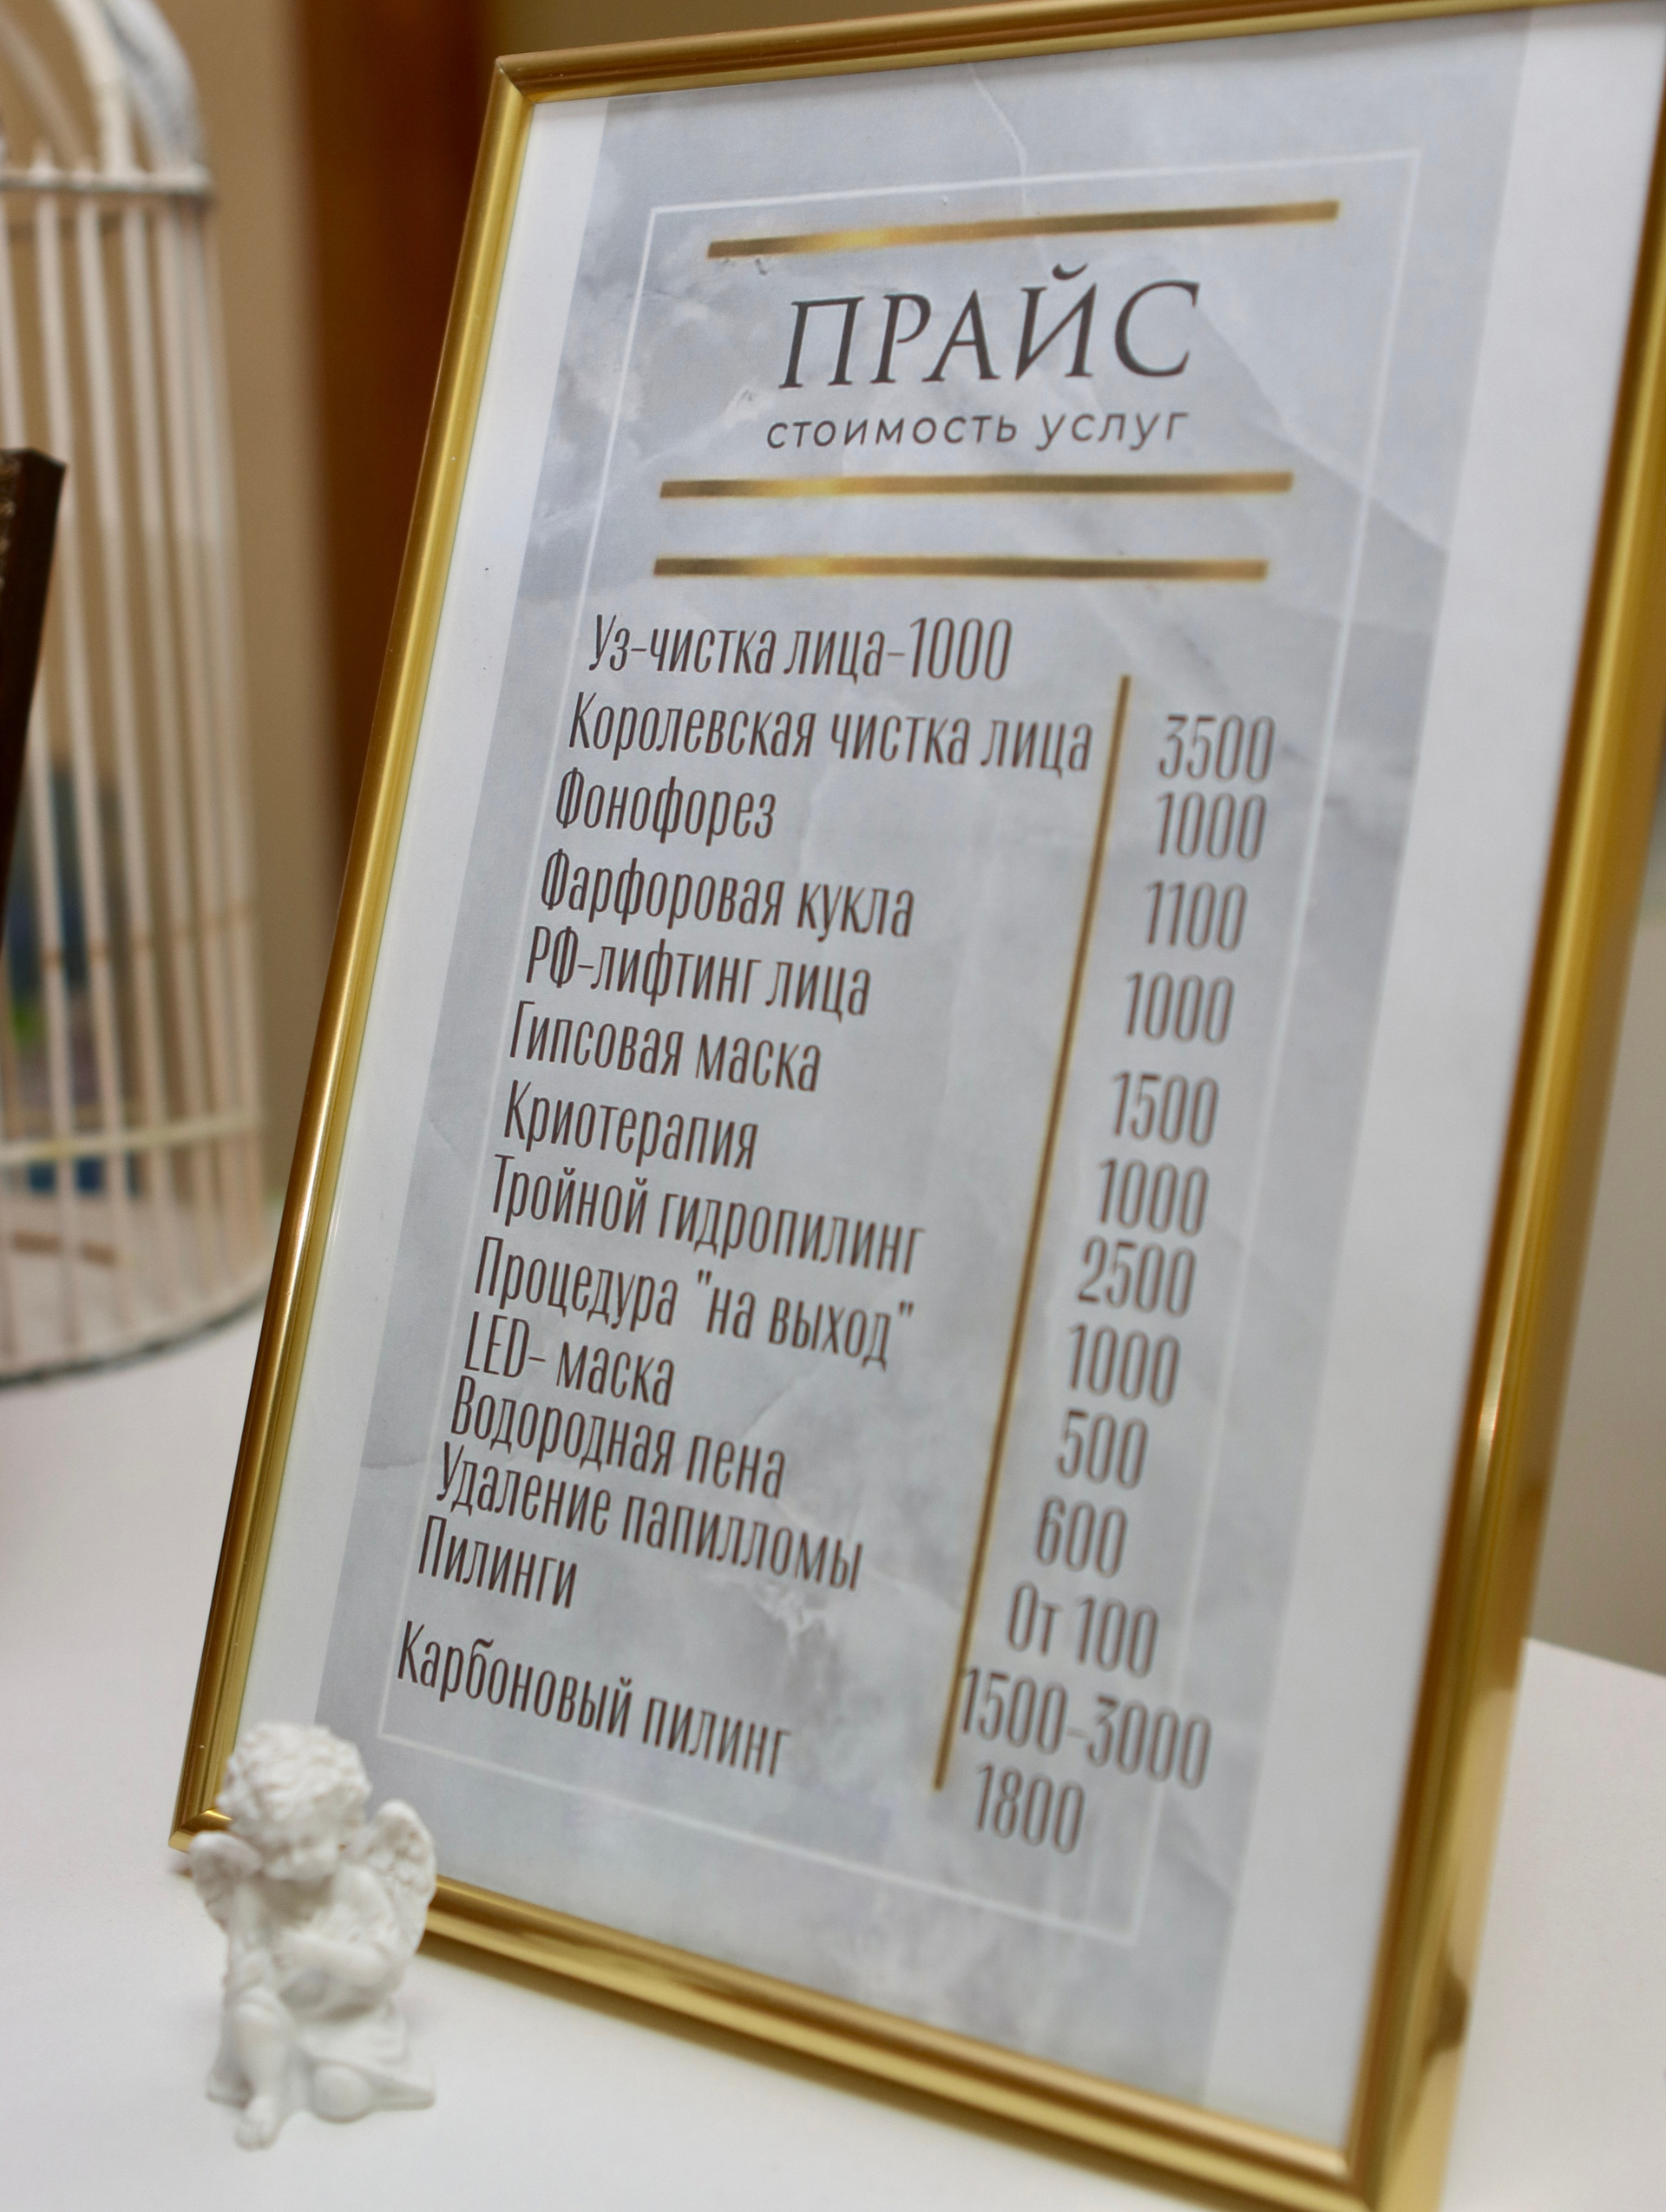 ПРАЙС
стоимость услуг
Уз-чистка лица-1000
Королевская чистка лица 3500
Фонофорез 1000
Фарфоровая кукла 1100
РФ-лифтинг лица 1000
Гипсовая маска 1500
Криотерапия 1000
Тройной гидропилинг 2500
Процедура "на выход" 1000
LED- маска 500
Водородная пена 600
Удаление папилломы От 100
Пилинги 1500-3000
Карбоновый пилинг 1800